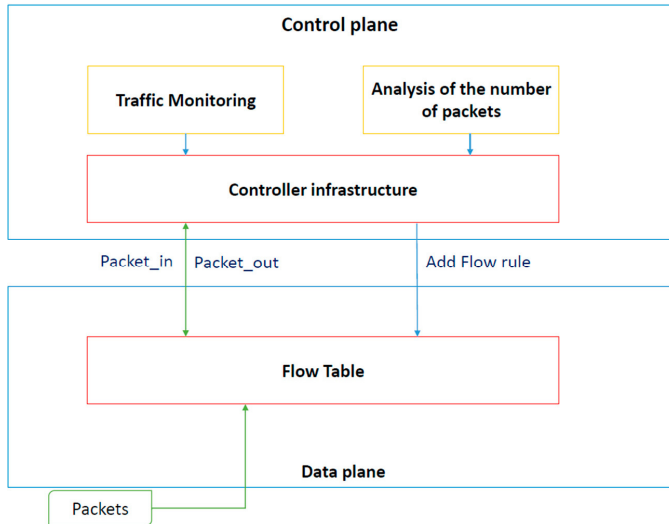 Control plane
Traffic Monitoring
Analysis of the number
of packets
Controller infrastructure
Packet_in
Packet_out
Add Flow rule
Flow Table
Data plane
Packets